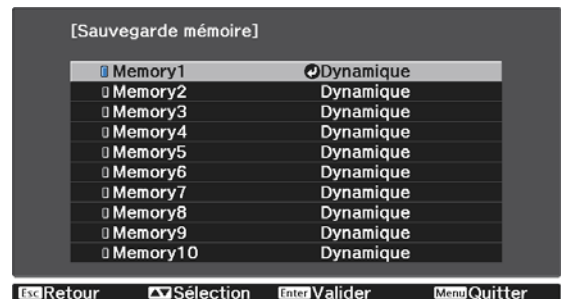 [Sauvegarde mémoire]
Memory1 Dynamique
Memory2 Dynamique
Memory3 Dynamique
Memory4 Dynamique
Memory5 Dynamique
Memory6 Dynamique
Memory7 Dynamique
Memory8 Dynamique
Memory9 Dynamique
Memory10 Dynamique
Esc Retour Sélection Enter Valider Menu Quitter